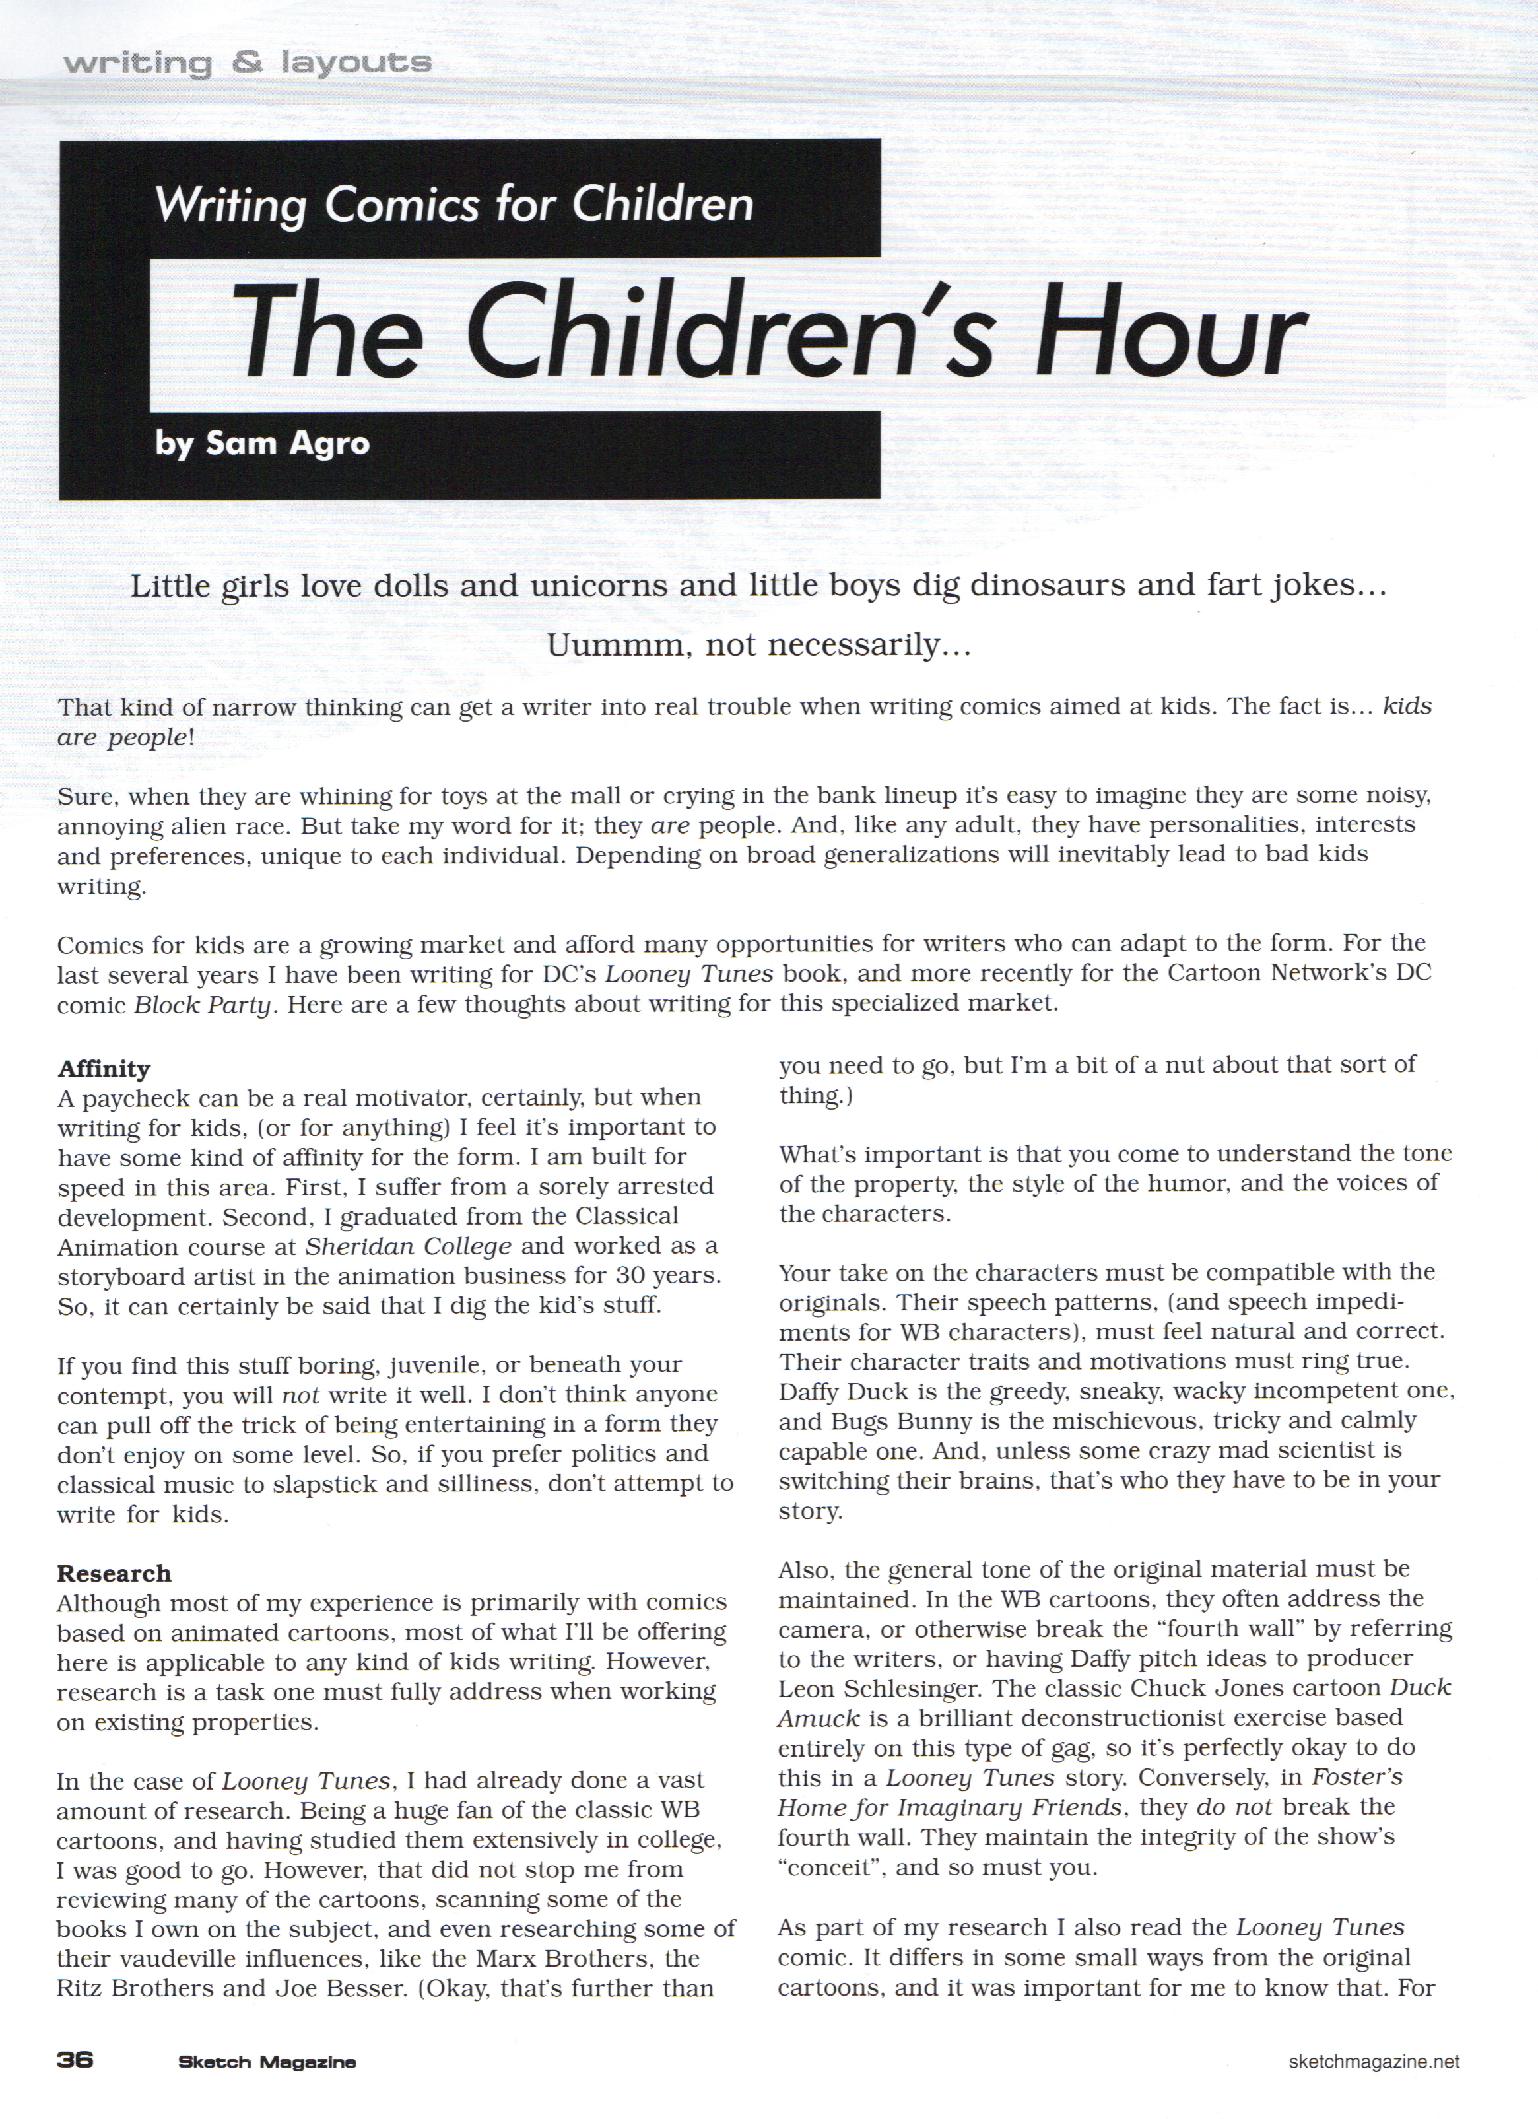 writing & layouts
Writing Comics for Children
The Children's Hour
by Sam Agro
Little girls love dolls and unicorns and little boys dig dinosaurs and fart jokes...
Uummm, not necessarily...
That kind of narrow thinking can get a writer into real trouble when writing comics aimed at kids. The fact is... kids
are people!
Sure, when they are whining for toys at the mall or crying in the bank lineup it's easy to imagine they are some noisy,
annoying alien race. But take my word for it; they are people. And, like any adult, they have personalities, interests
and preferences, unique to each individual. Depending on broad generalizations will inevitably lead to bad kids
writing.
Comics for kids are a growing market and afford many opportunities for writers who can adapt to the form. For the
last several years I have been writing for DC's Looney Tunes book, and more recently for the Cartoon Network's DC
comic Block Party. Here are a few thoughts about writing for this specialized market.
Affinity
A paycheck can be a real motivator, certainly, but when
writing for kids, (or for anything) I feel it's important to
have some kind of affinity for the form. I am built for
speed in this area. First, I suffer from a sorely arrested
development. Second, I graduated from the Classical
Animation course at Sheridan College and worked as a
storyboard artist in the animation business for 30 years.
So, it can certainly be said that I dig the kid's stuff.
If you find this stuff boring, juvenile, or beneath your
contempt, you will not write it well. I don't think anyone
can pull off the trick of being entertaining in a form they
don't enjoy on some level. So, if you prefer politics and
classical music to slapstick and silliness, don't attempt to
write for kids.
Research
Although most of my experience is primarily with comics
based on animated cartoons, most of what I'll be offering
here is applicable to any kind of kids writing. However,
research is a task one must fully address when working
on existing properties.
In the case of Looney Tunes, I had already done a vast
amount of research. Being a huge fan of the classic WB
cartoons, and having studied them extensively in college,
I was good to go. However, that did not stop me from
reviewing many of the cartoons, scanning some of the
books I own on the subject, and even researching some of
their vaudeville influences, like the Marx Brothers, the
Ritz Brothers and Joe Besser. (Okay, that's further than
you need to go, but I'm a bit of a nut about that sort of
thing.)
What's important is that you come to understand the tone
of the property, the style of the humor, and the voices of
the characters.
Your take on the characters must be compatible with the
originals. Their speech patterns, (and speech impedi-
ments for WB characters), must feel natural and correct.
Their character traits and motivations must ring true.
Daffy Duck is the greedy, sneaky, wacky incompetent one,
and Bugs Bunny is the mischievous, tricky and calmly
capable one. And, unless some crazy mad scientist is
switching their brains, that's who they have to be in your
story.
Also, the general tone of the original material must be
maintained. In the WB cartoons, they often address the
camera, or otherwise break the "fourth wall" by referring
to the writers, or having Daffy pitch ideas to producer
Leon Schlesinger. The classic Chuck Jones cartoon Duck
Amuck is a brilliant deconstructionist exercise based
entirely on this type of gag, so it's perfectly okay to do
this in a Looney Tunes story. Conversely, in Foster's
Home for Imaginary Friends, they do not break the
fourth wall. They maintain the integrity of the show's
"conceit", and so must you.
As part of my research I also read the Looney Tunes
comic. It differs in some small ways from the original
cartoons, and it was important for me to know that. For
36 Sketch Magazine sketchmagazine.net